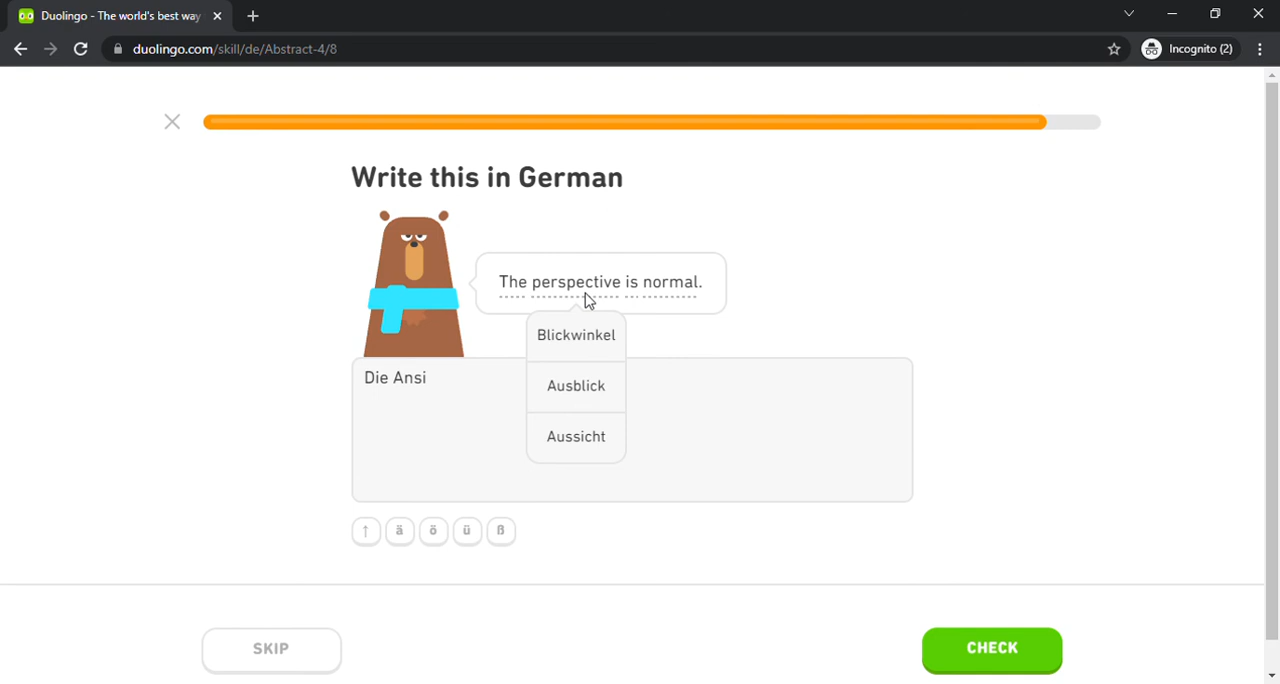 Duolingo - The world's best way
duolingo.com/skill/de/Abstract-4/8
Incognito (2)
Write this in German
The perspective is normal.
Blickwinkel
Ausblick
Aussicht
Die Ansi
↑ ä ö ü ß
SKIP
CHECK